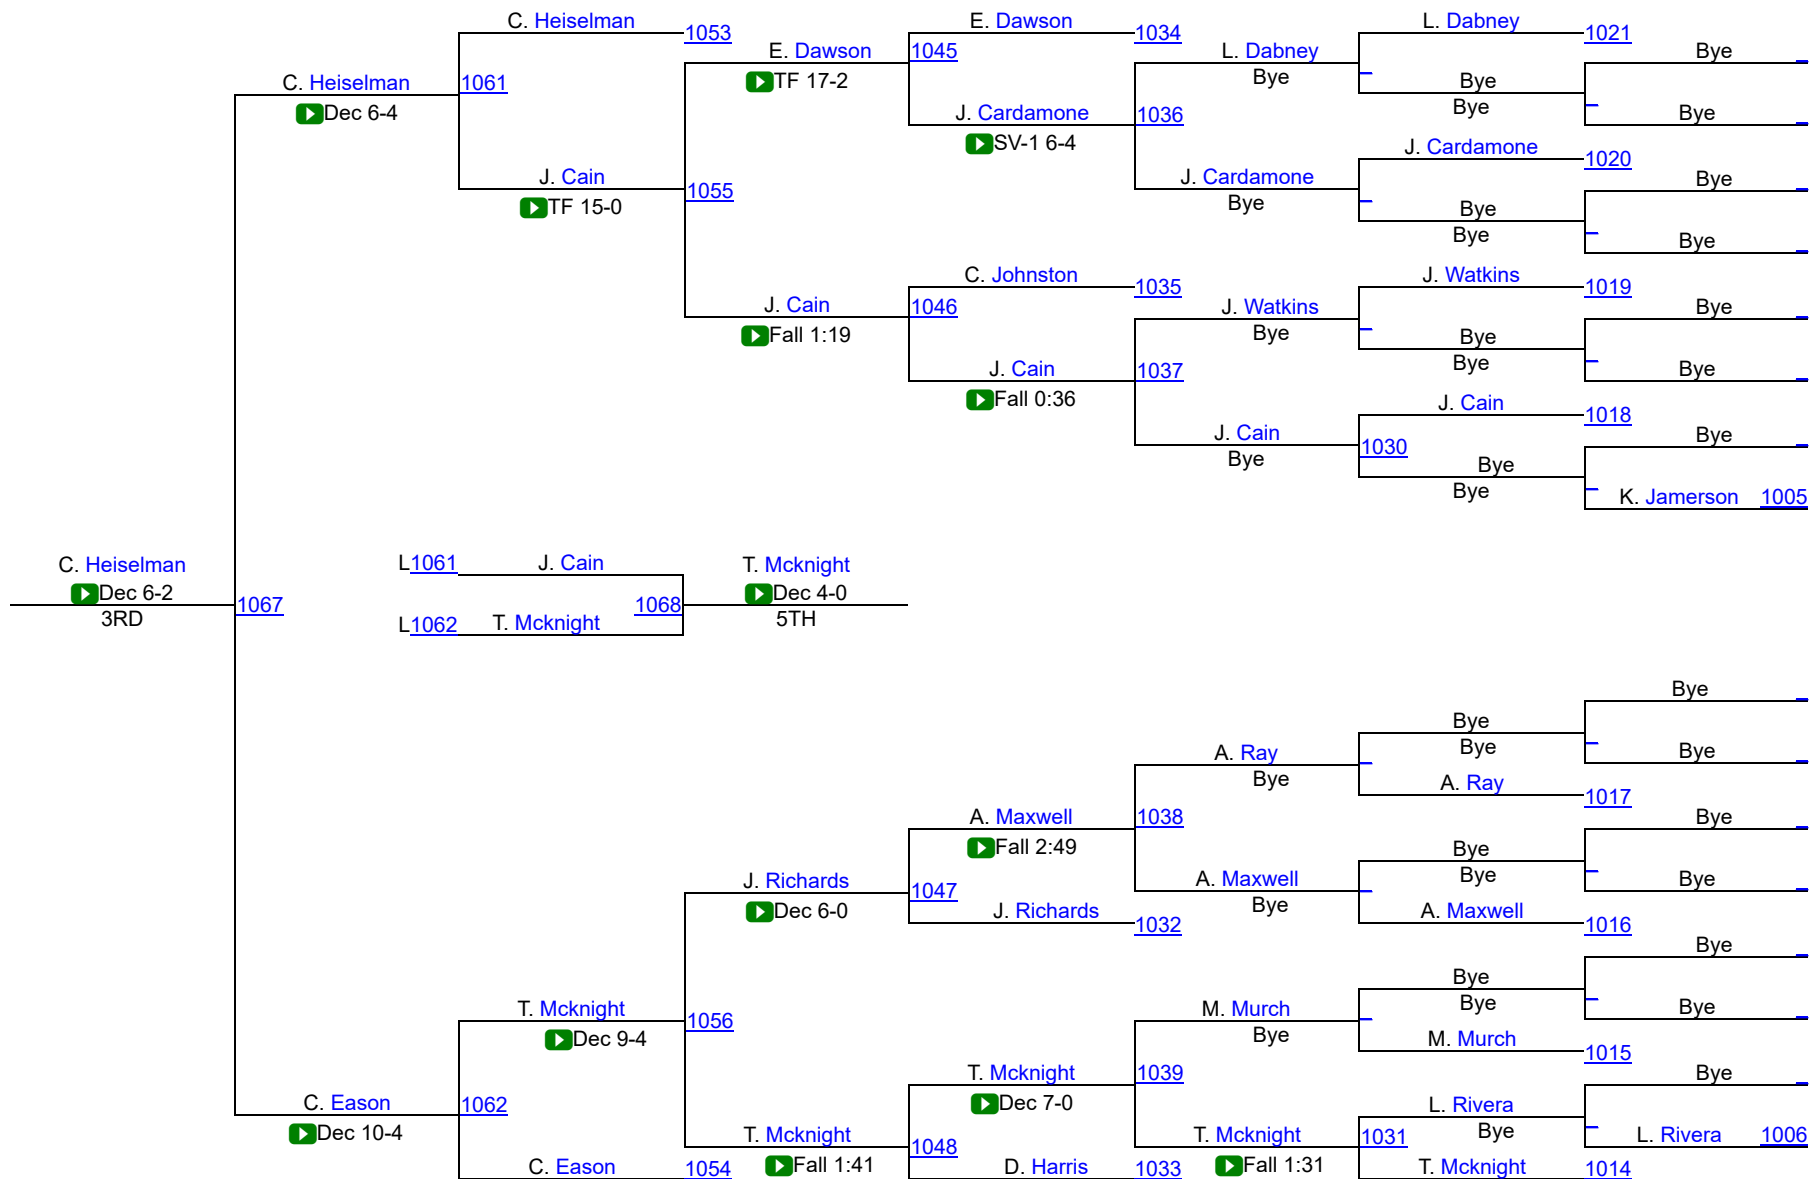 C. Heiselman
1053
E. Dawson
1034
L. Dabney
1021
E. Dawson
TF 17-2
1045
L. Dabney
Bye
Bye
C. Heiselman
Dec 6-4
1061
Bye
Bye
Bye
J. Cardamone
SV-1 6-4
1036
J. Cardamone
1020
J. Cain
TF 15-0
1055
J. Cardamone
Bye
Bye
Bye
Bye
Bye
C. Johnston
1035
J. Watkins
1019
J. Cain
Fall 1:19
1046
J. Watkins
Bye
Bye
Bye
Bye
Bye
J. Cain
Fall 0:36
1037
J. Cain
1018
J. Cain
Bye
1030
Bye
Bye
Bye
K. Jamerson 1005
C. Heiselman
Dec 6-2
3RD
1067
L1061 J. Cain
L1062 T. Mcknight
1068
T. Mcknight
Dec 4-0
5TH
Bye
Bye
Bye
Bye
A. Ray
Bye
A. Ray
1017
A. Maxwell
Fall 2:49
1038
Bye
Bye
Bye
Bye
J. Richards
Dec 6-0
1047
A. Maxwell
Bye
J. Richards
1032
A. Maxwell
1016
Bye
Bye
Bye
Bye
T. Mcknight
Dec 9-4
1056
M. Murch
Bye
M. Murch
1015
T. Mcknight
Dec 7-0
1039
Bye
C. Eason
Dec 10-4
1062
L. Rivera
Bye
T. Mcknight
Fall 1:41
1048
T. Mcknight
Fall 1:31
1031
L. Rivera 1006
C. Eason
1054
D. Harris
1033
T. Mcknight
1014